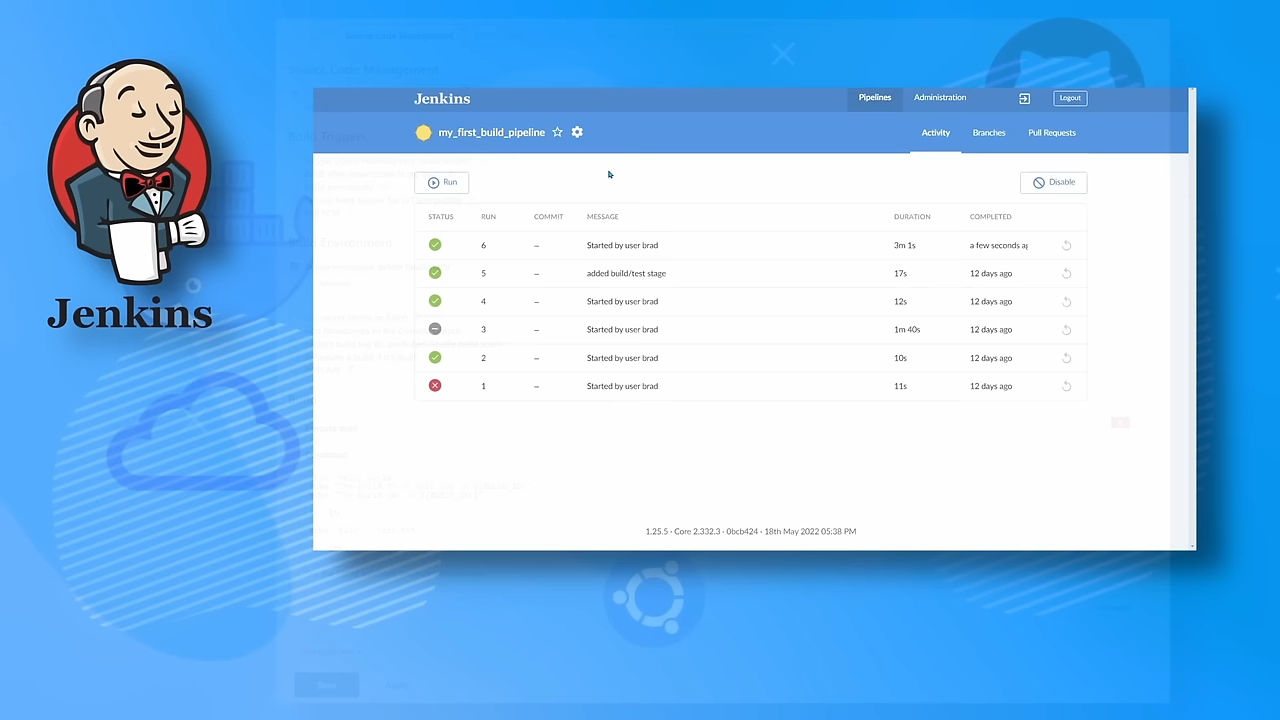 Jenkins
Jenkins
Pipelines
Administration
Logout
my_first_build_pipeline
Activity
Branches
Pull Requests
Run
Disable
STATUS RUN COMMIT MESSAGE DURATION COMPLETED
6 – Started by user brad 3m 1s a few seconds a
5 – added build/test stage 17s 12 days ago
4 – Started by user brad 12s 12 days ago
3 – Started by user brad 1m 40s 12 days ago
2 – Started by user brad 10s 12 days ago
1 – Started by user brad 11s 12 days ago
1.25.5 · Core 2.332.3 · 0bcb424 · 18th May 2022 05:38 PM